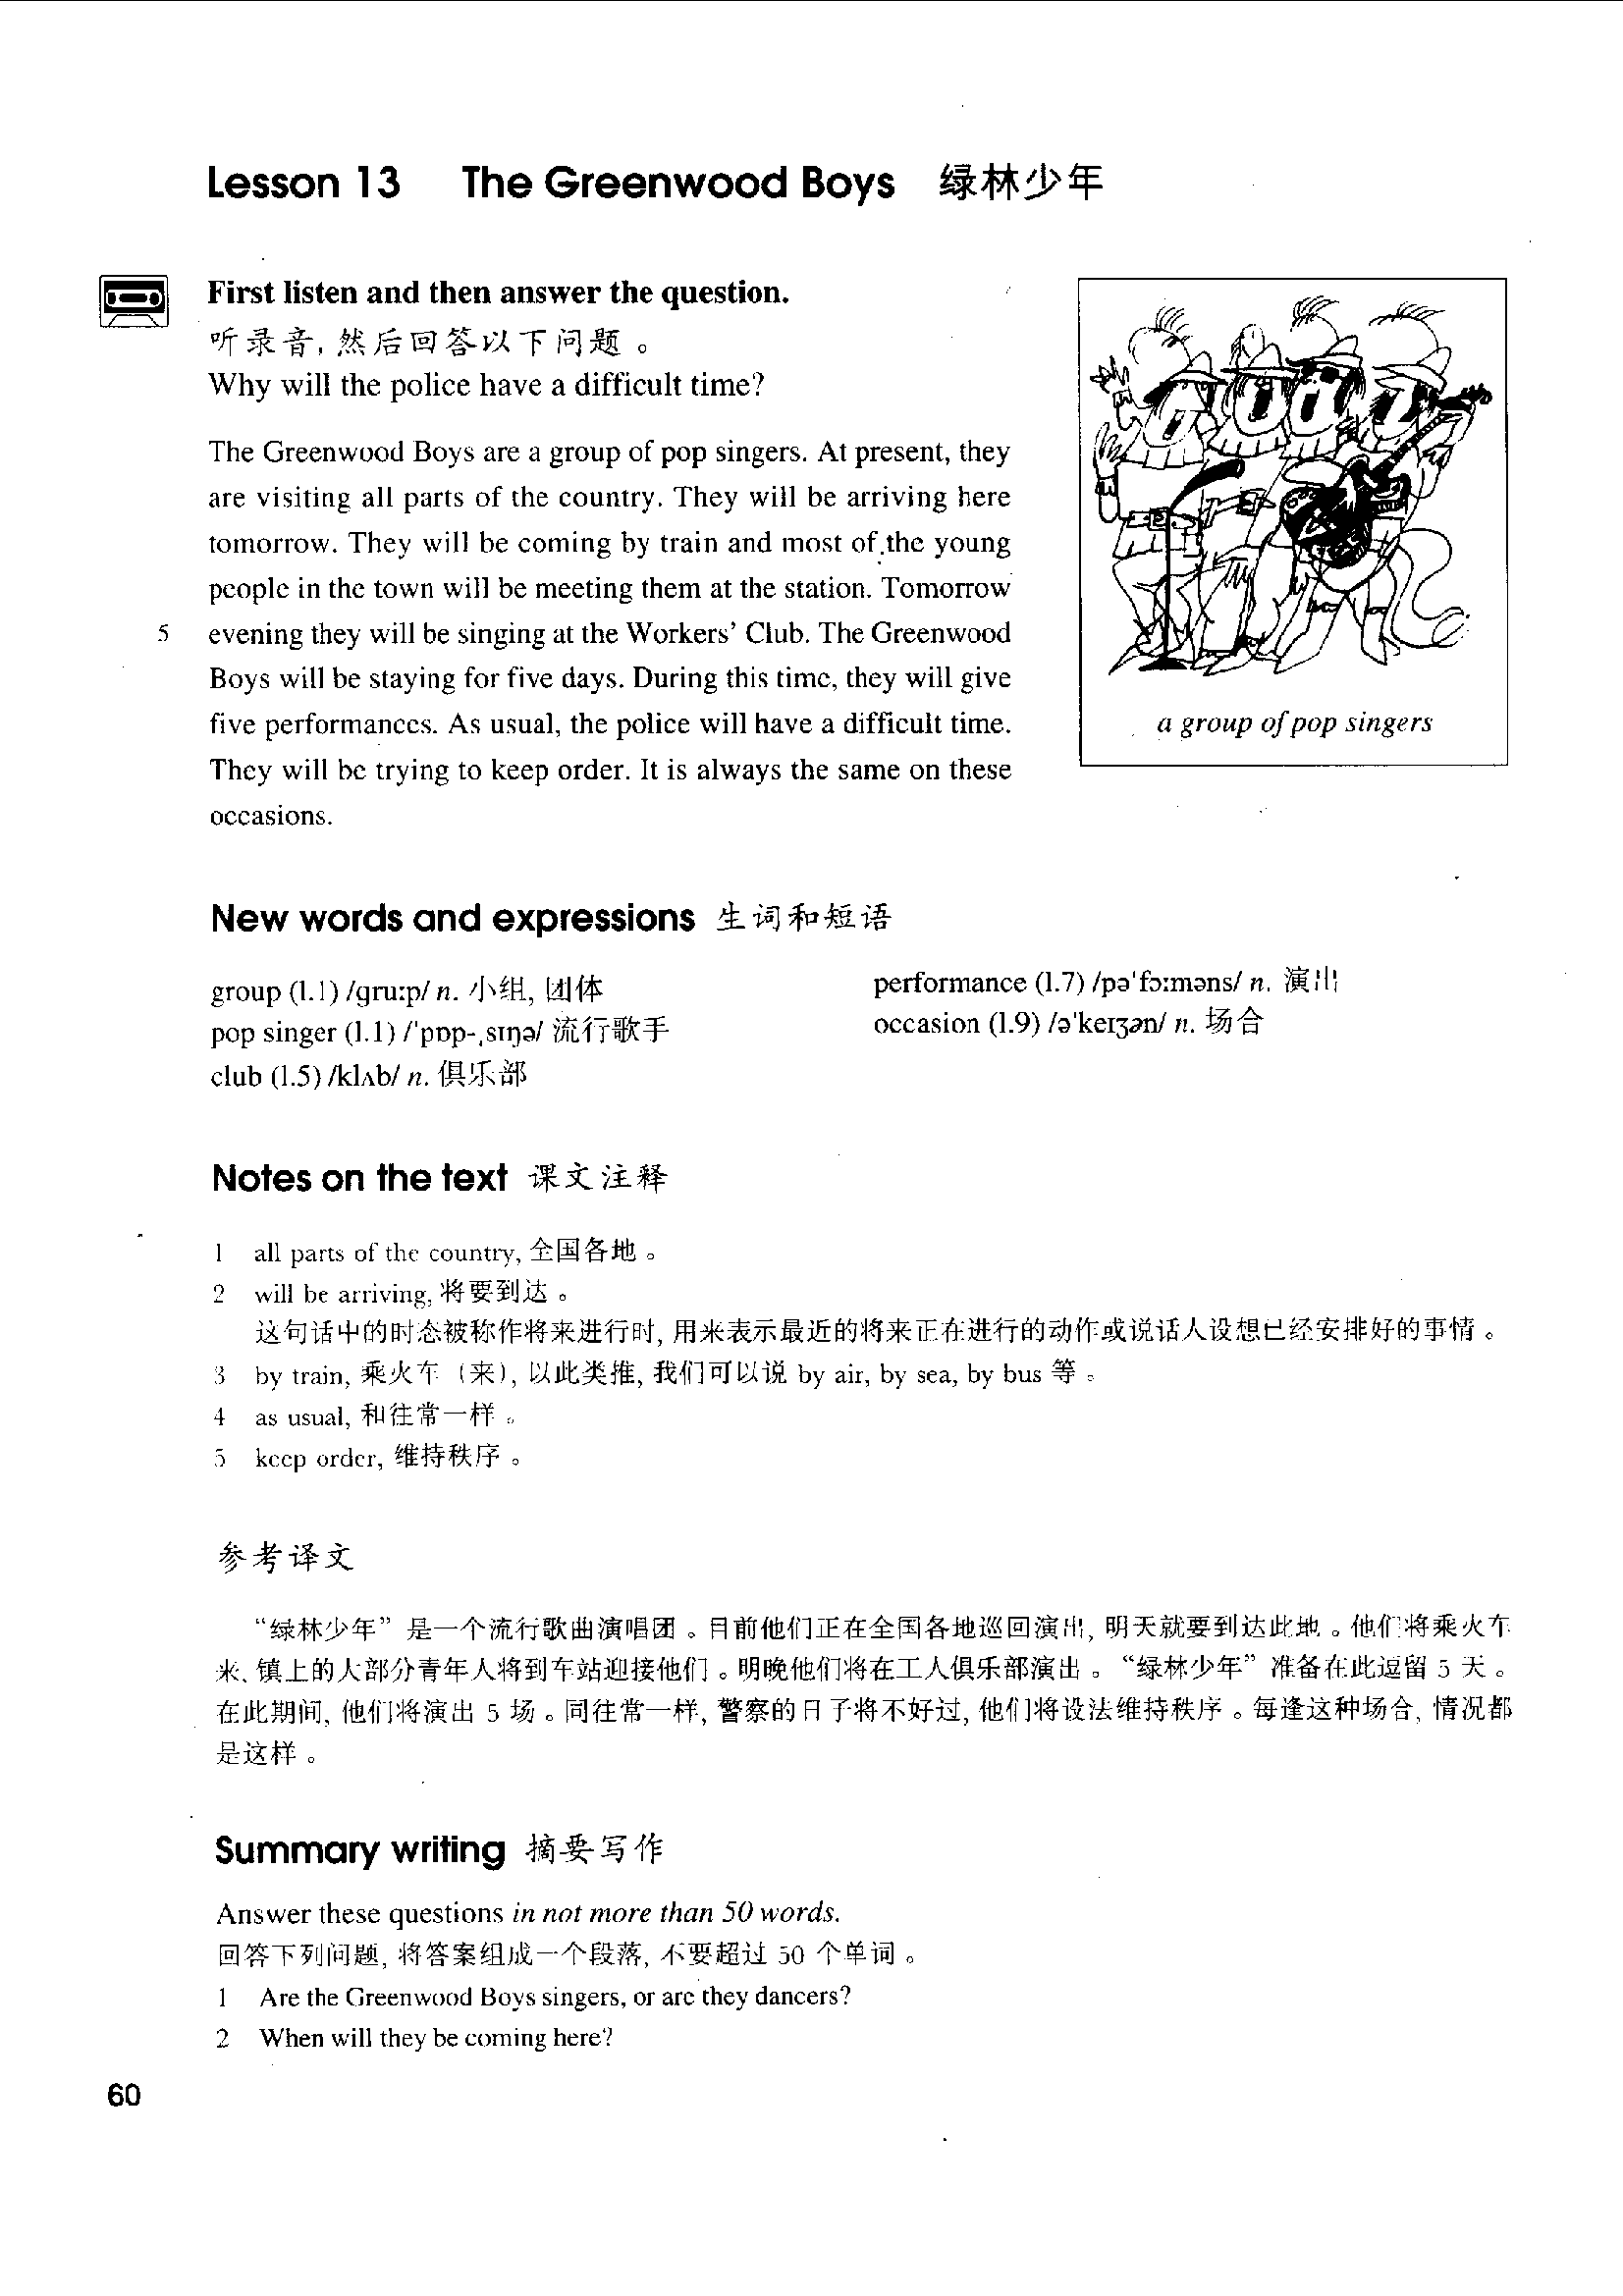 Lesson 13 The Greenwood Boys 绿林少年
First listen and then answer the question.
听录音, 然后回答以下问题。
Why will the police have a difficult time?
The Greenwood Boys are a group of pop singers. At present, they
are visiting all parts of the country. They will be arriving here
tomorrow. They will be coming by train and most of the young
people in the town will be meeting them at the station. Tomorrow
5 evening they will be singing at the Workers' Club. The Greenwood
Boys will be staying for five days. During this time, they will give
five performances. As usual, the police will have a difficult time.
They will be trying to keep order. It is always the same on these
occasions.
a group of pop singers
New words and expressions 生词和短语
group (l.1) /gruːp/ n. 小组, 团体
pop singer (l.1) /ˈpɒp-ˌsɪŋə/ 流行歌手
club (l.5) /klʌb/ n. 俱乐部
performance (l.7) /pəˈfɔːməns/ n. 演出
occasion (l.9) /əˈkeɪʒən/ n. 场合
Notes on the text 课文注释
1 all parts of the country, 全国各地。
2 will be arriving, 将要到达。
这句话中的时态被称作将来进行时, 用来表示最近的将来正在进行的动作或说话人设想已经安排好的事情。
3 by train, 乘火车 (来), 以此类推, 我们可以说 by air, by sea, by bus 等。
4 as usual, 和往常一样。
5 keep order, 维持秩序。
参考译文
“绿林少年” 是一个流行歌曲演唱团。目前他们正在全国各地巡回演出, 明天就要到达此地。他们将乘火车
来, 镇上的大部分青年人将到车站迎接他们。明晚他们将在工人俱乐部演出。“绿林少年” 准备在此逗留 5 天。
在此期间, 他们将演出 5 场。同往常一样, 警察的日子将不好过, 他们将设法维持秩序。每逢这种场合, 情况都
是这样。
Summary writing 摘要写作
Answer these questions in not more than 50 words.
回答下列问题, 将答案组成一个段落, 不要超过 50 个单词。
1 Are the Greenwood Boys singers, or are they dancers?
2 When will they be coming here?
60